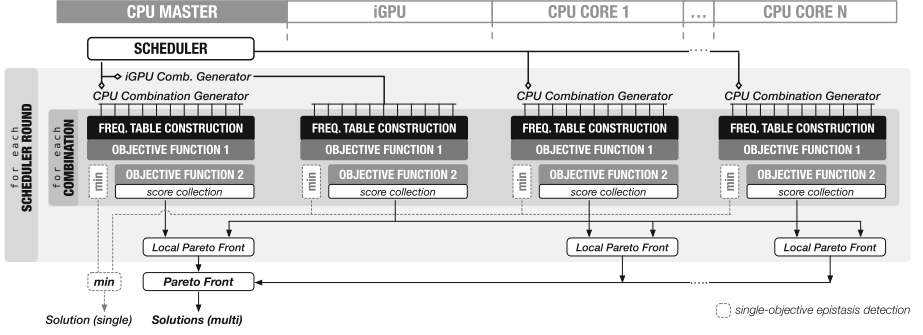 CPU MASTER
iGPU
CPU CORE 1
...
CPU CORE N
SCHEDULER
iGPU Comb. Generator
CPU Combination Generator
CPU Combination Generator
CPU Combination Generator
for each
SCHEDULER ROUND
for each
COMBINATION
FREQ. TABLE CONSTRUCTION
FREQ. TABLE CONSTRUCTION
FREQ. TABLE CONSTRUCTION
FREQ. TABLE CONSTRUCTION
OBJECTIVE FUNCTION 1
OBJECTIVE FUNCTION 1
OBJECTIVE FUNCTION 1
OBJECTIVE FUNCTION 1
min
OBJECTIVE FUNCTION 2
min
OBJECTIVE FUNCTION 2
min
OBJECTIVE FUNCTION 2
min
OBJECTIVE FUNCTION 2
score collection
score collection
score collection
score collection
Local Pareto Front
Local Pareto Front
Local Pareto Front
min
Pareto Front
Solution (single)
Solutions (multi)
single-objective epistasis detection